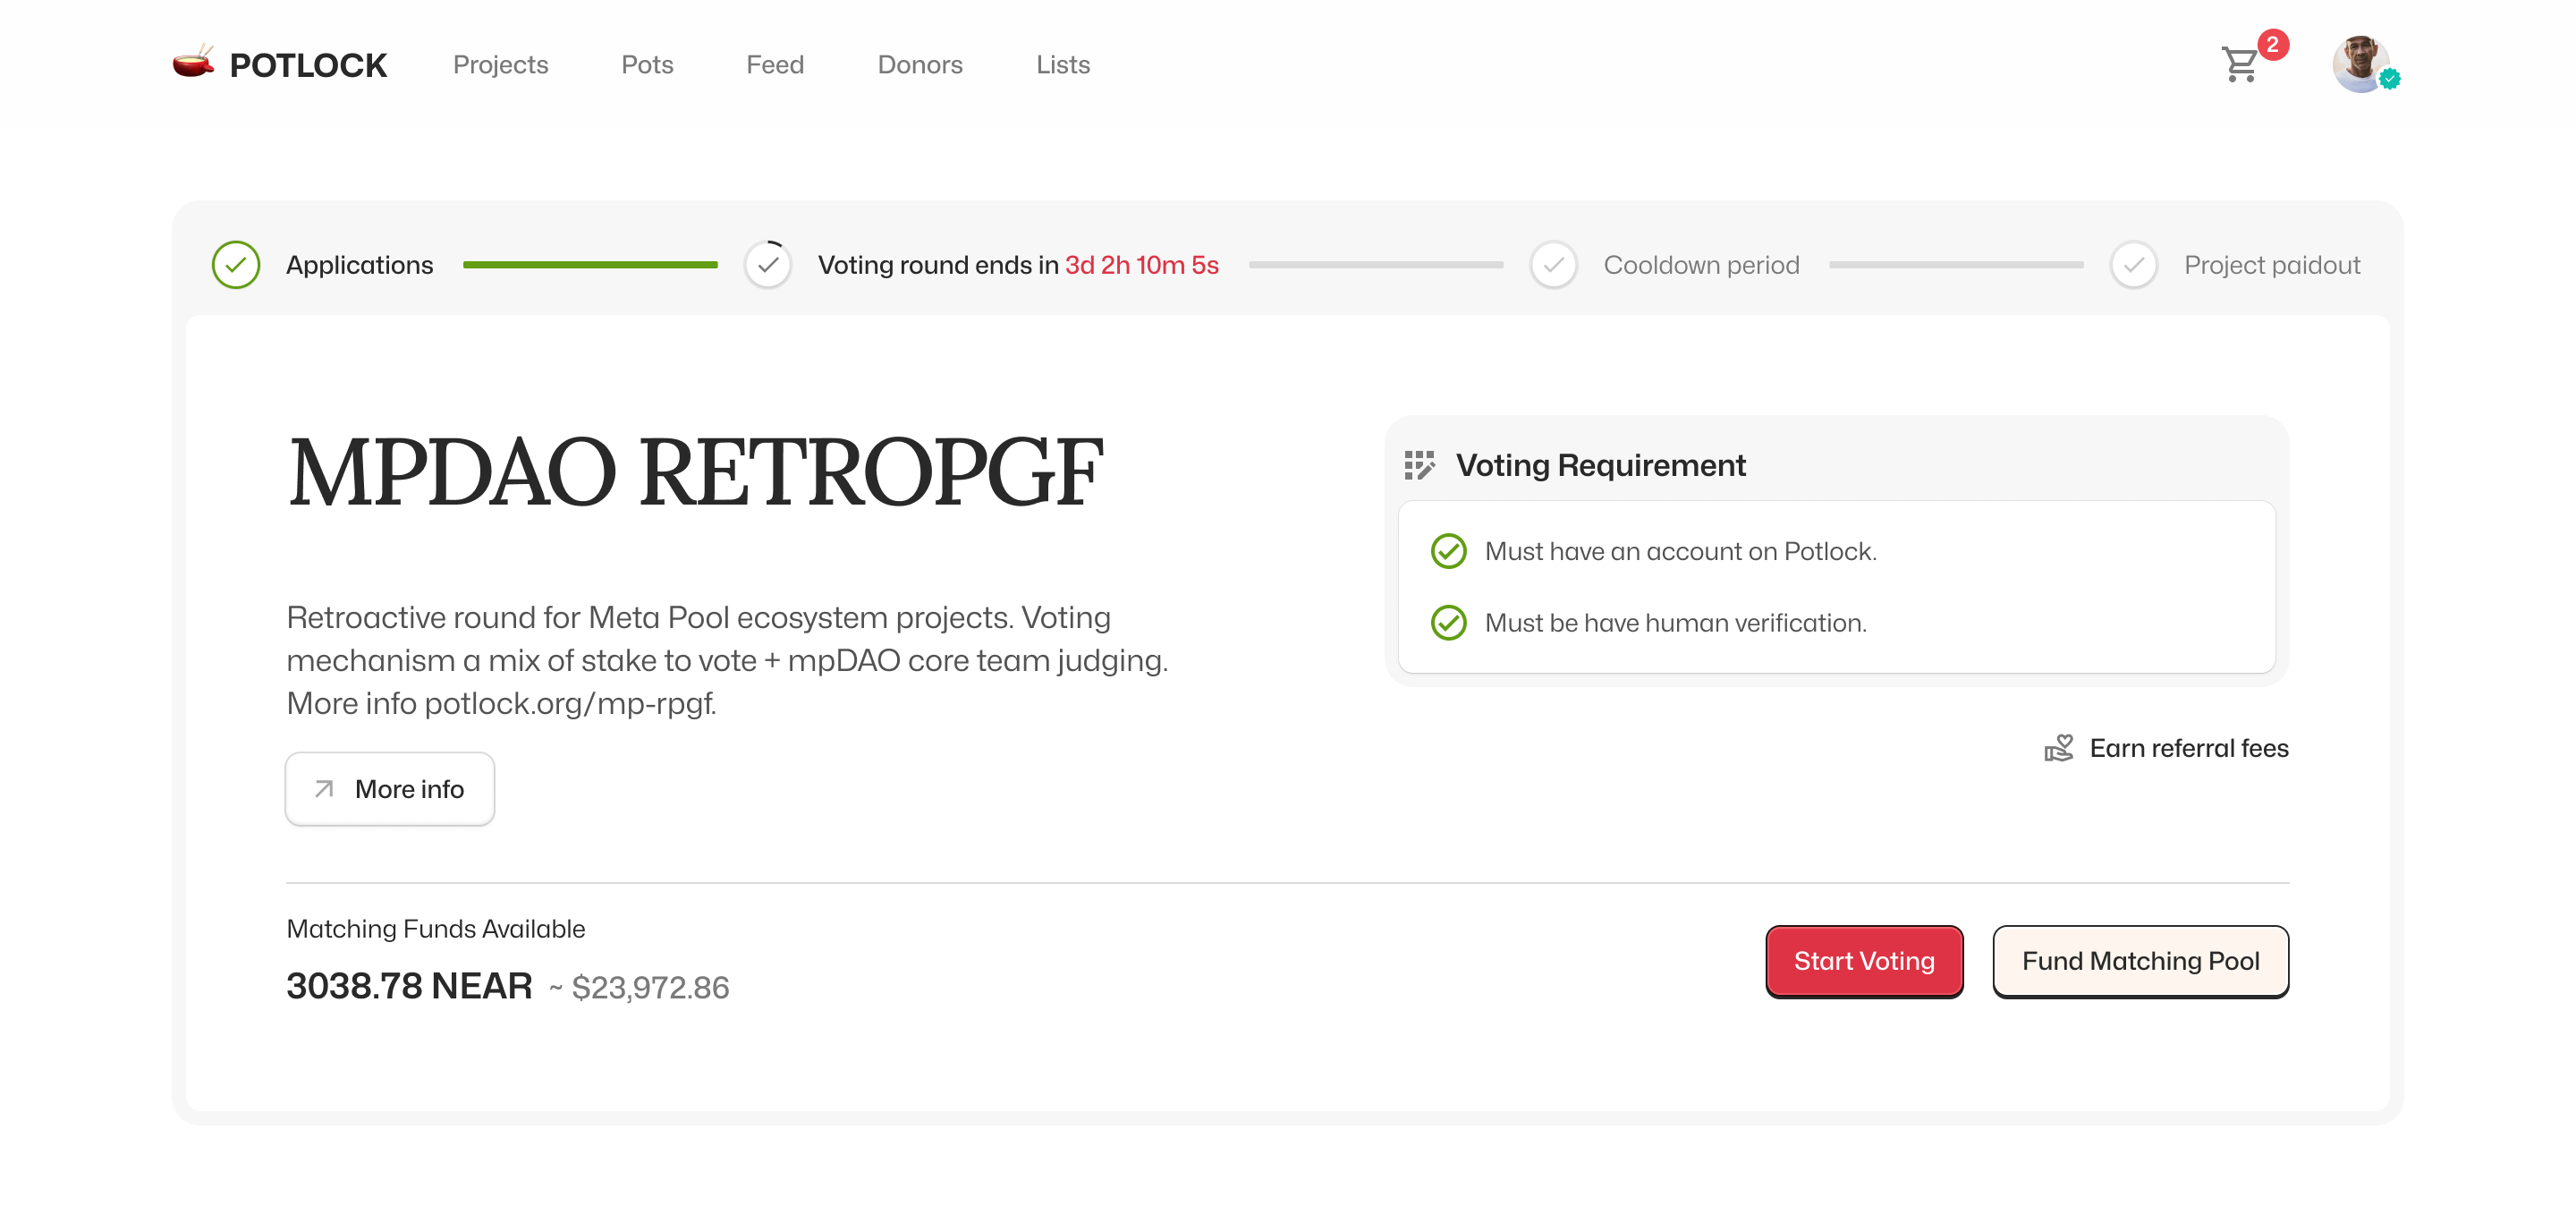 POTLOCK
Projects
Pots
Feed
Donors
Lists
2
Applications
Voting round ends in 3d 2h 10m 5s
Cooldown period
Project paidout
MPDAO RETROPGF
Retroactive round for Meta Pool ecosystem projects. Voting
mechanism a mix of stake to vote + mpDAO core team judging.
More info potlock.org/mp-rpgf.
More info
Voting Requirement
Must have an account on Potlock.
Must be have human verification.
Earn referral fees
Matching Funds Available
3038.78 NEAR ~ $23,972.86
Start Voting
Fund Matching Pool